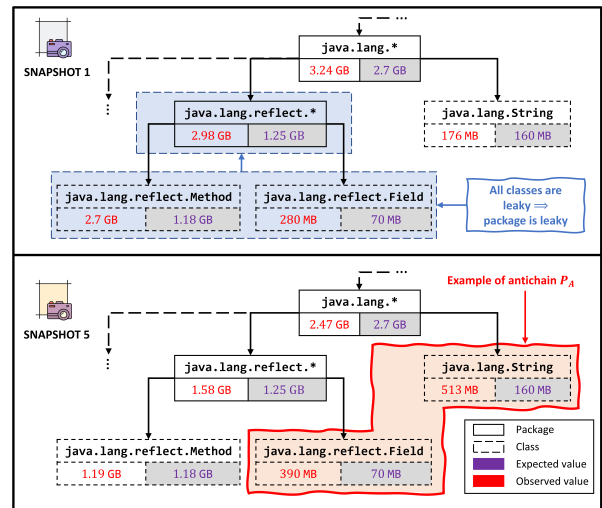 ...
java.lang.*
3.24 GB 2.7 GB
SNAPSHOT 1
...
java.lang.reflect.*
2.98 GB 1.25 GB
java.lang.String
176 MB 160 MB
java.lang.reflect.Method
2.7 GB 1.18 GB
java.lang.reflect.Field
280 MB 70 MB
All classes are
leaky ⟹
package is leaky
...
Example of antichain P_A
java.lang.*
2.47 GB 2.7 GB
SNAPSHOT 5
...
java.lang.reflect.*
1.58 GB 1.25 GB
java.lang.String
513 MB 160 MB
java.lang.reflect.Method
1.19 GB 1.18 GB
java.lang.reflect.Field
390 MB 70 MB
Package
Class
Expected value
Observed value